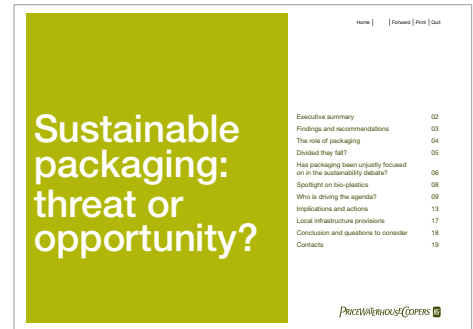 Home | | Forward | Print | Quit
Sustainable
packaging:
threat or
opportunity?
Executive summary 02
Findings and recommendations 03
The role of packaging 04
Divided they fall? 05
Has packaging been unjustly focused
on in the sustainability debate? 06
Spotlight on bio-plastics 08
Who is driving the agenda? 09
Implications and actions 13
Local infrastructure provisions 17
Conclusion and questions to consider 18
Contacts 19
PRICEWATERHOUSECOOPERS